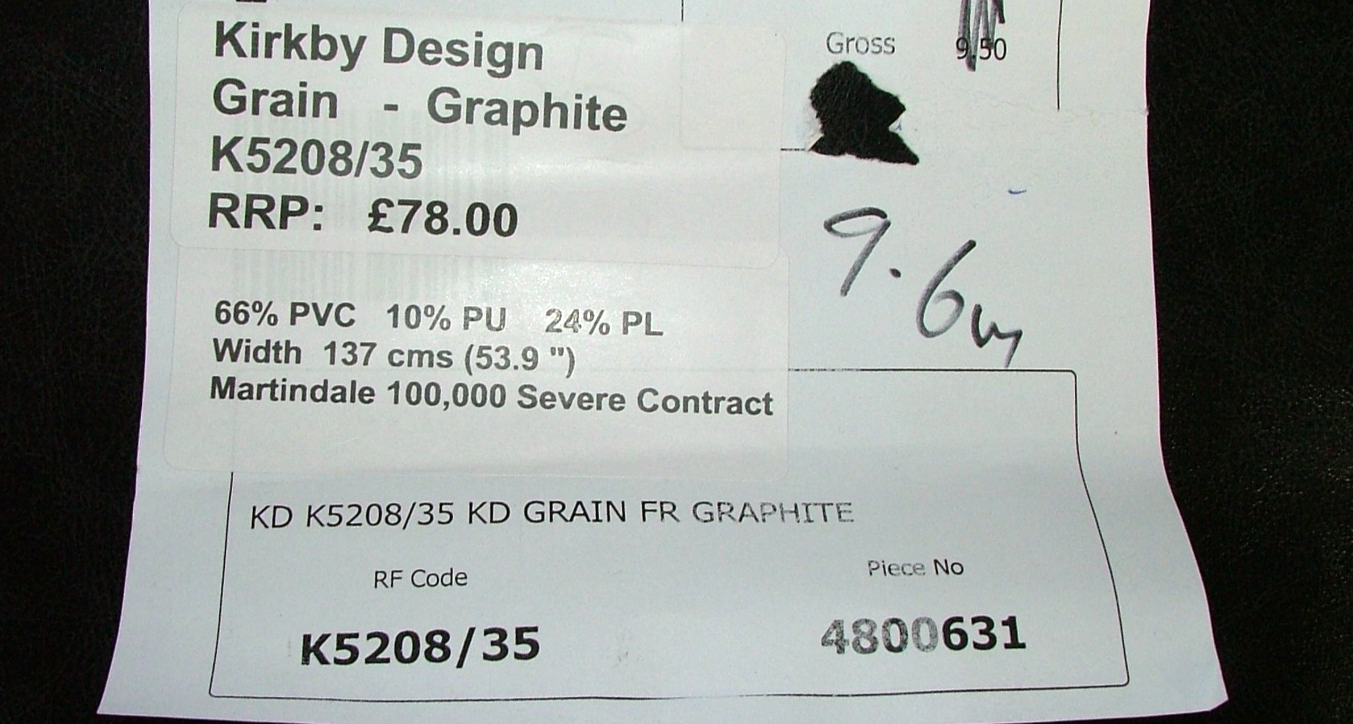 Kirkby Design
Grain - Graphite
K5208/35
RRP: £78.00
Gross 9.50
9.6m
66% PVC 10% PU 24% PL
Width 137 cms (53.9 ")
Martindale 100,000 Severe Contract
KD K5208/35 KD GRAIN FR GRAPHITE
RF Code
K5208/35
Piece No
4800631